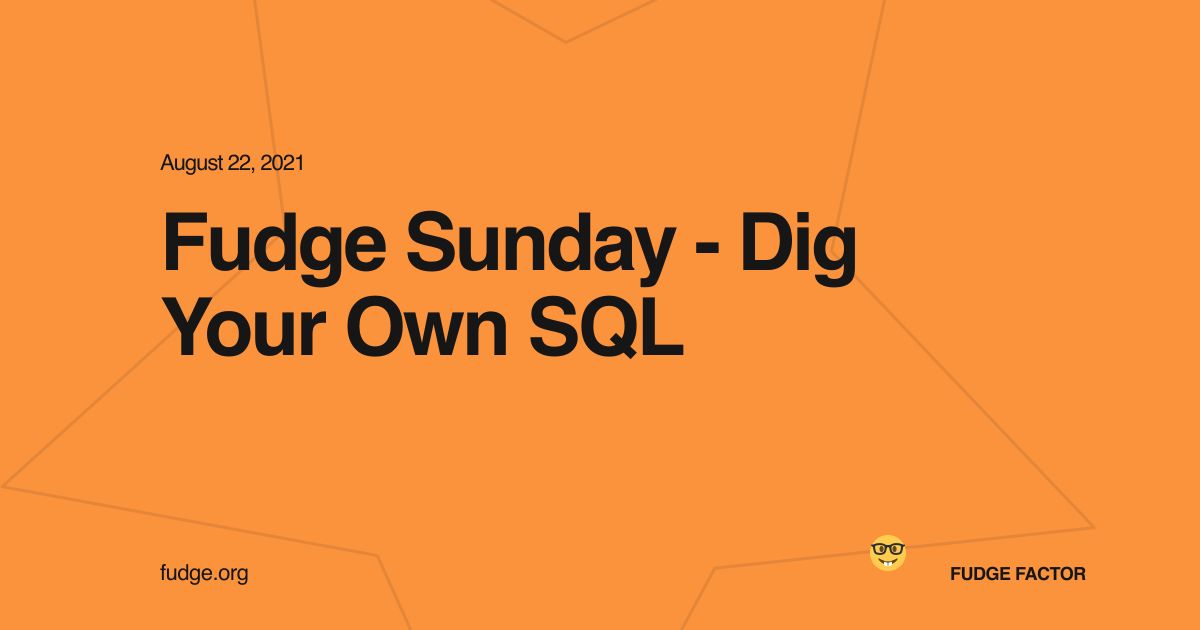 August 22, 2021
Fudge Sunday - Dig
Your Own SQL
fudge.org
FUDGE FACTOR